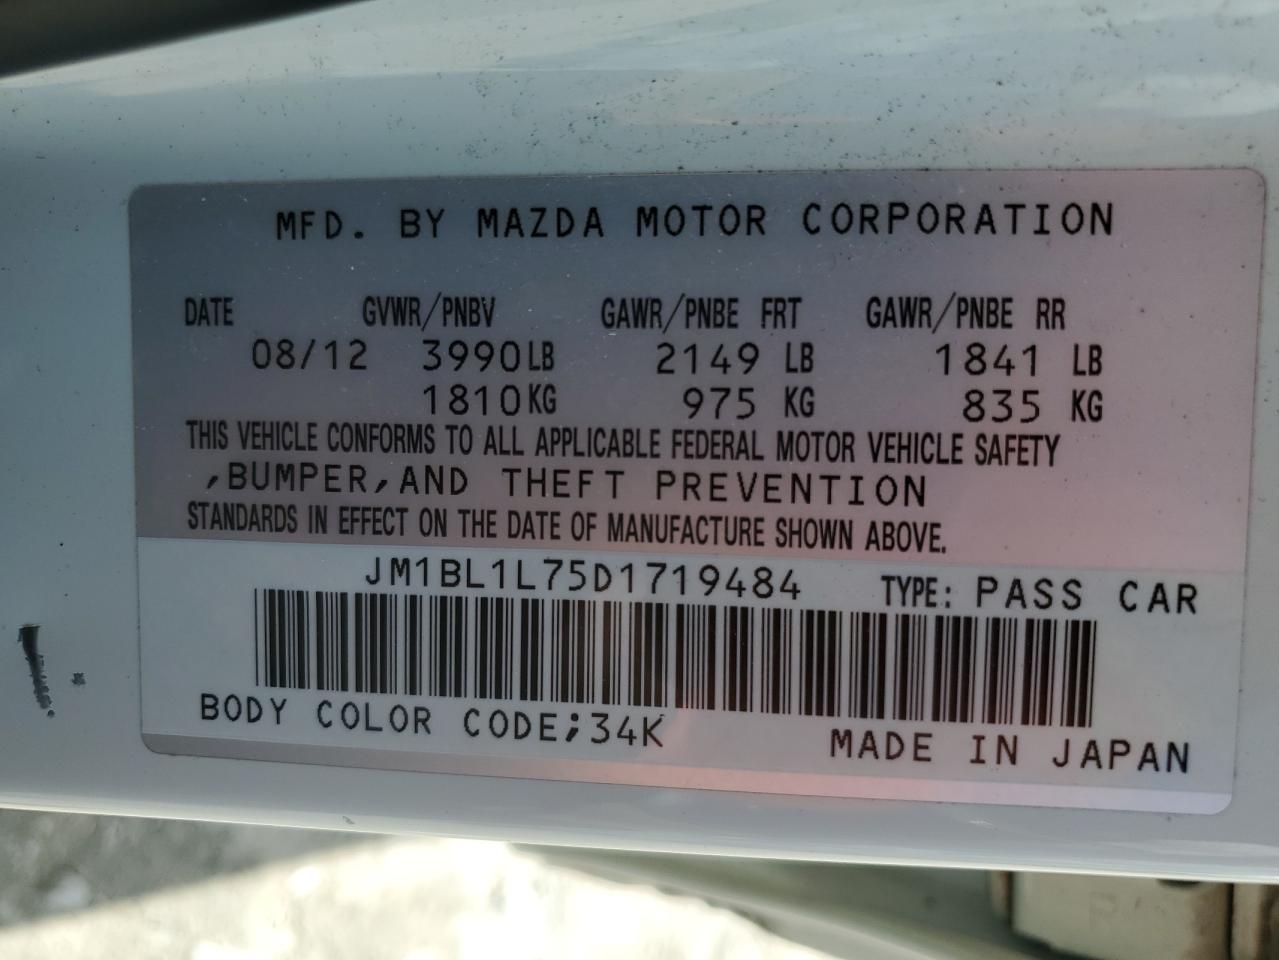 MFD. BY MAZDA MOTOR CORPORATION
DATE GVWR/PNBV GAWR/PNBE FRT GAWR/PNBE RR
08/12 3990LB 2149 LB 1841 LB
1810KG 975 KG 835 KG
THIS VEHICLE CONFORMS TO ALL APPLICABLE FEDERAL MOTOR VEHICLE SAFETY
,BUMPER,AND THEFT PREVENTION
STANDARDS IN EFFECT ON THE DATE OF MANUFACTURE SHOWN ABOVE.
JM1BL1L75D1719484 TYPE: PASS CAR
BODY COLOR CODE;34K
MADE IN JAPAN